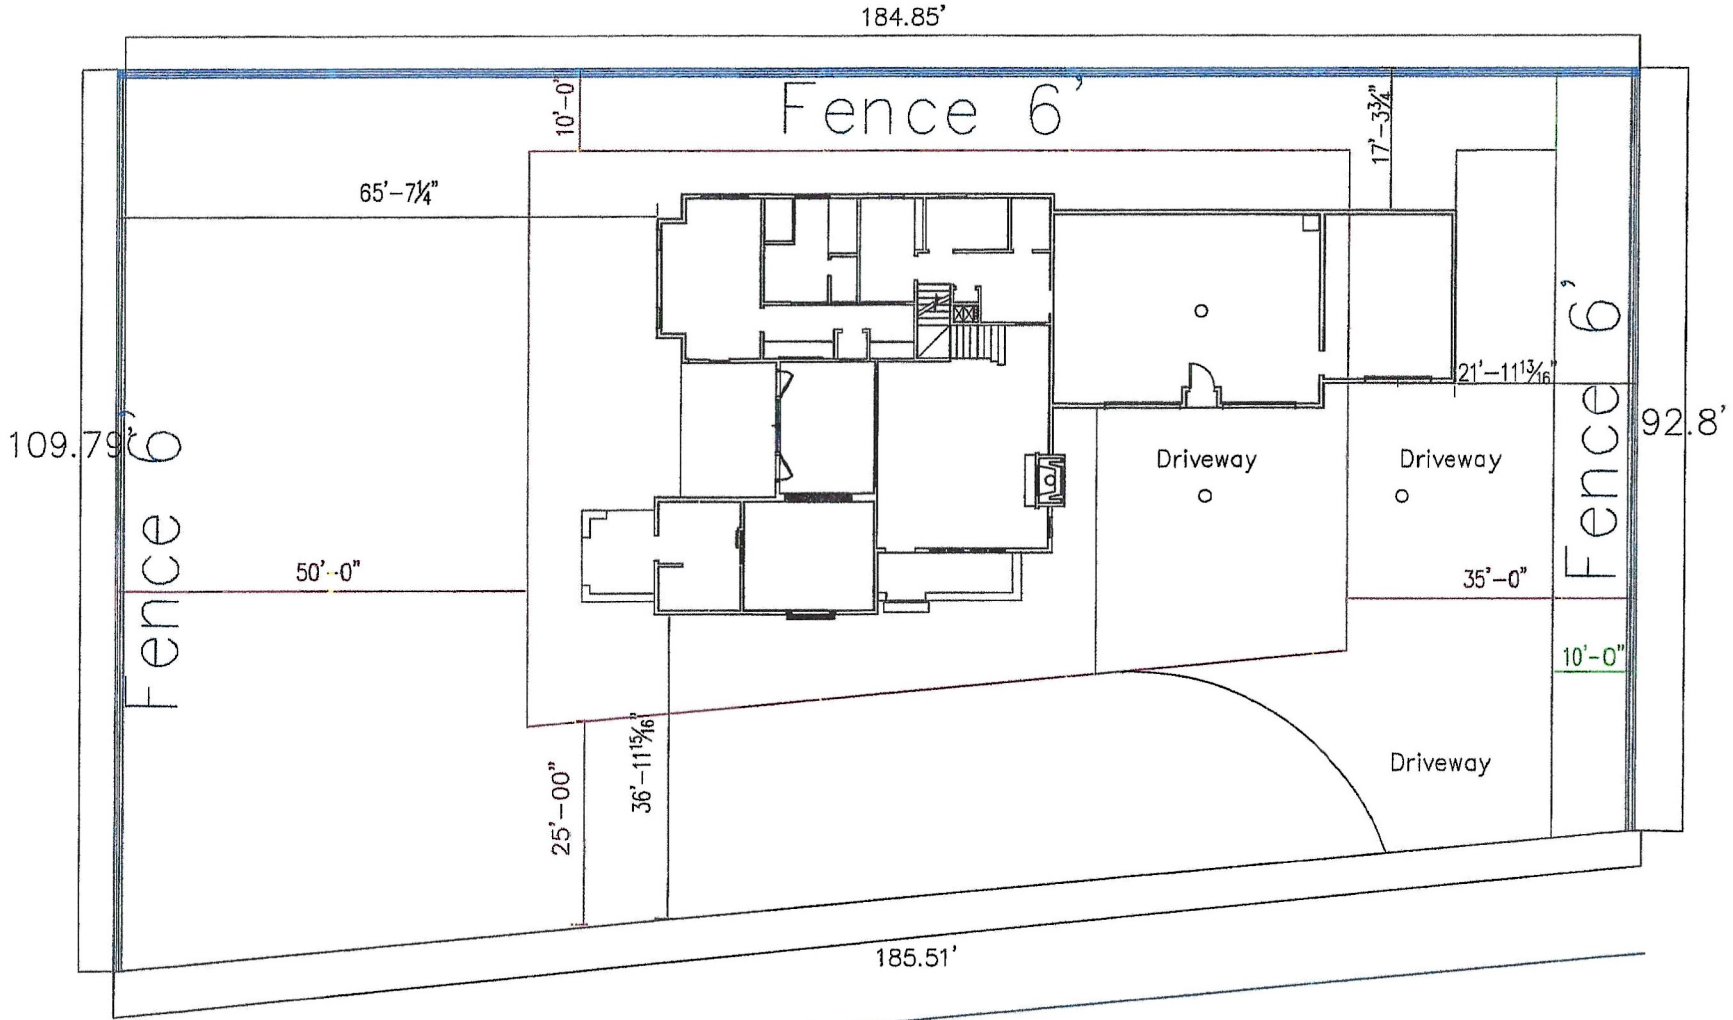 184.85'
Fence 6'
10'-0"
17'-3¾"
65'-7¼"
21'-11 13/16"
109.79'
Fence 6'
Fence 6'
92.8'
Driveway
Driveway
50'-0"
35'-0"
10'-0"
36'-11 15/16"
25'-00"
Driveway
185.51'